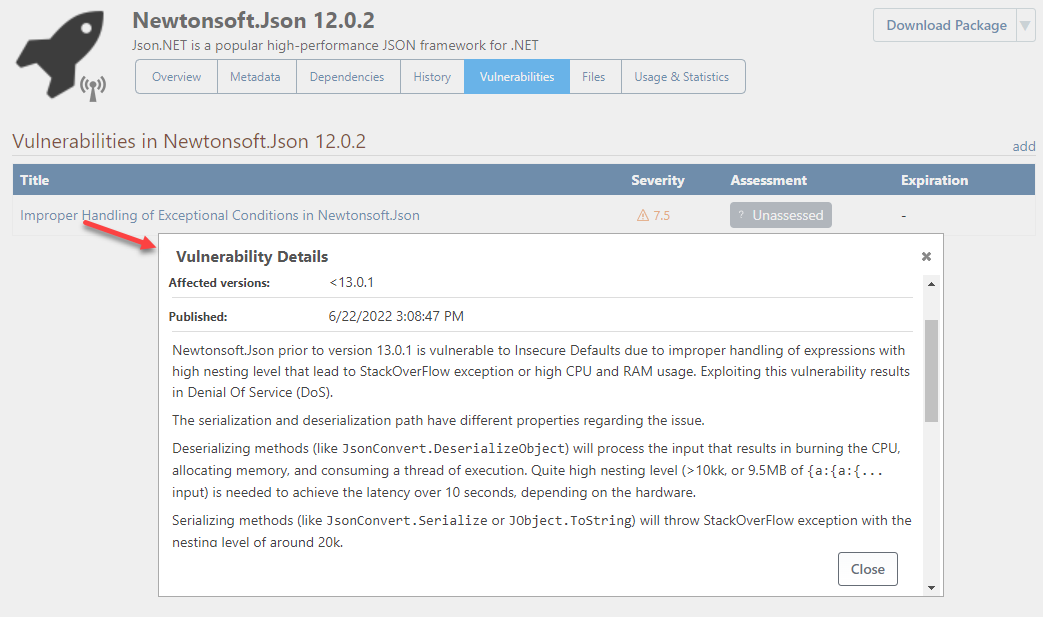 Newtonsoft.Json 12.0.2
Download Package
Json.NET is a popular high-performance JSON framework for .NET
Overview
Metadata
Dependencies
History
Vulnerabilities
Files
Usage & Statistics
Vulnerabilities in Newtonsoft.Json 12.0.2
add
Title Severity Assessment Expiration
Improper Handling of Exceptional Conditions in Newtonsoft.Json 7.5 ? Unassessed -
Vulnerability Details
Affected versions: <13.0.1
Published: 6/22/2022 3:08:47 PM
Newtonsoft.Json prior to version 13.0.1 is vulnerable to Insecure Defaults due to improper handling of expressions with
high nesting level that lead to StackOverFlow exception or high CPU and RAM usage. Exploiting this vulnerability results
in Denial Of Service (DoS).
The serialization and deserialization path have different properties regarding the issue.
Deserializing methods (like JsonConvert.DeserializeObject) will process the input that results in burning the CPU,
allocating memory, and consuming a thread of execution. Quite high nesting level (>10kk, or 9.5MB of {a:{a:{...
input) is needed to achieve the latency over 10 seconds, depending on the hardware.
Serializing methods (like JsonConvert.Serialize or JObject.ToString) will throw StackOverFlow exception with the
nesting level of around 20k.
Close